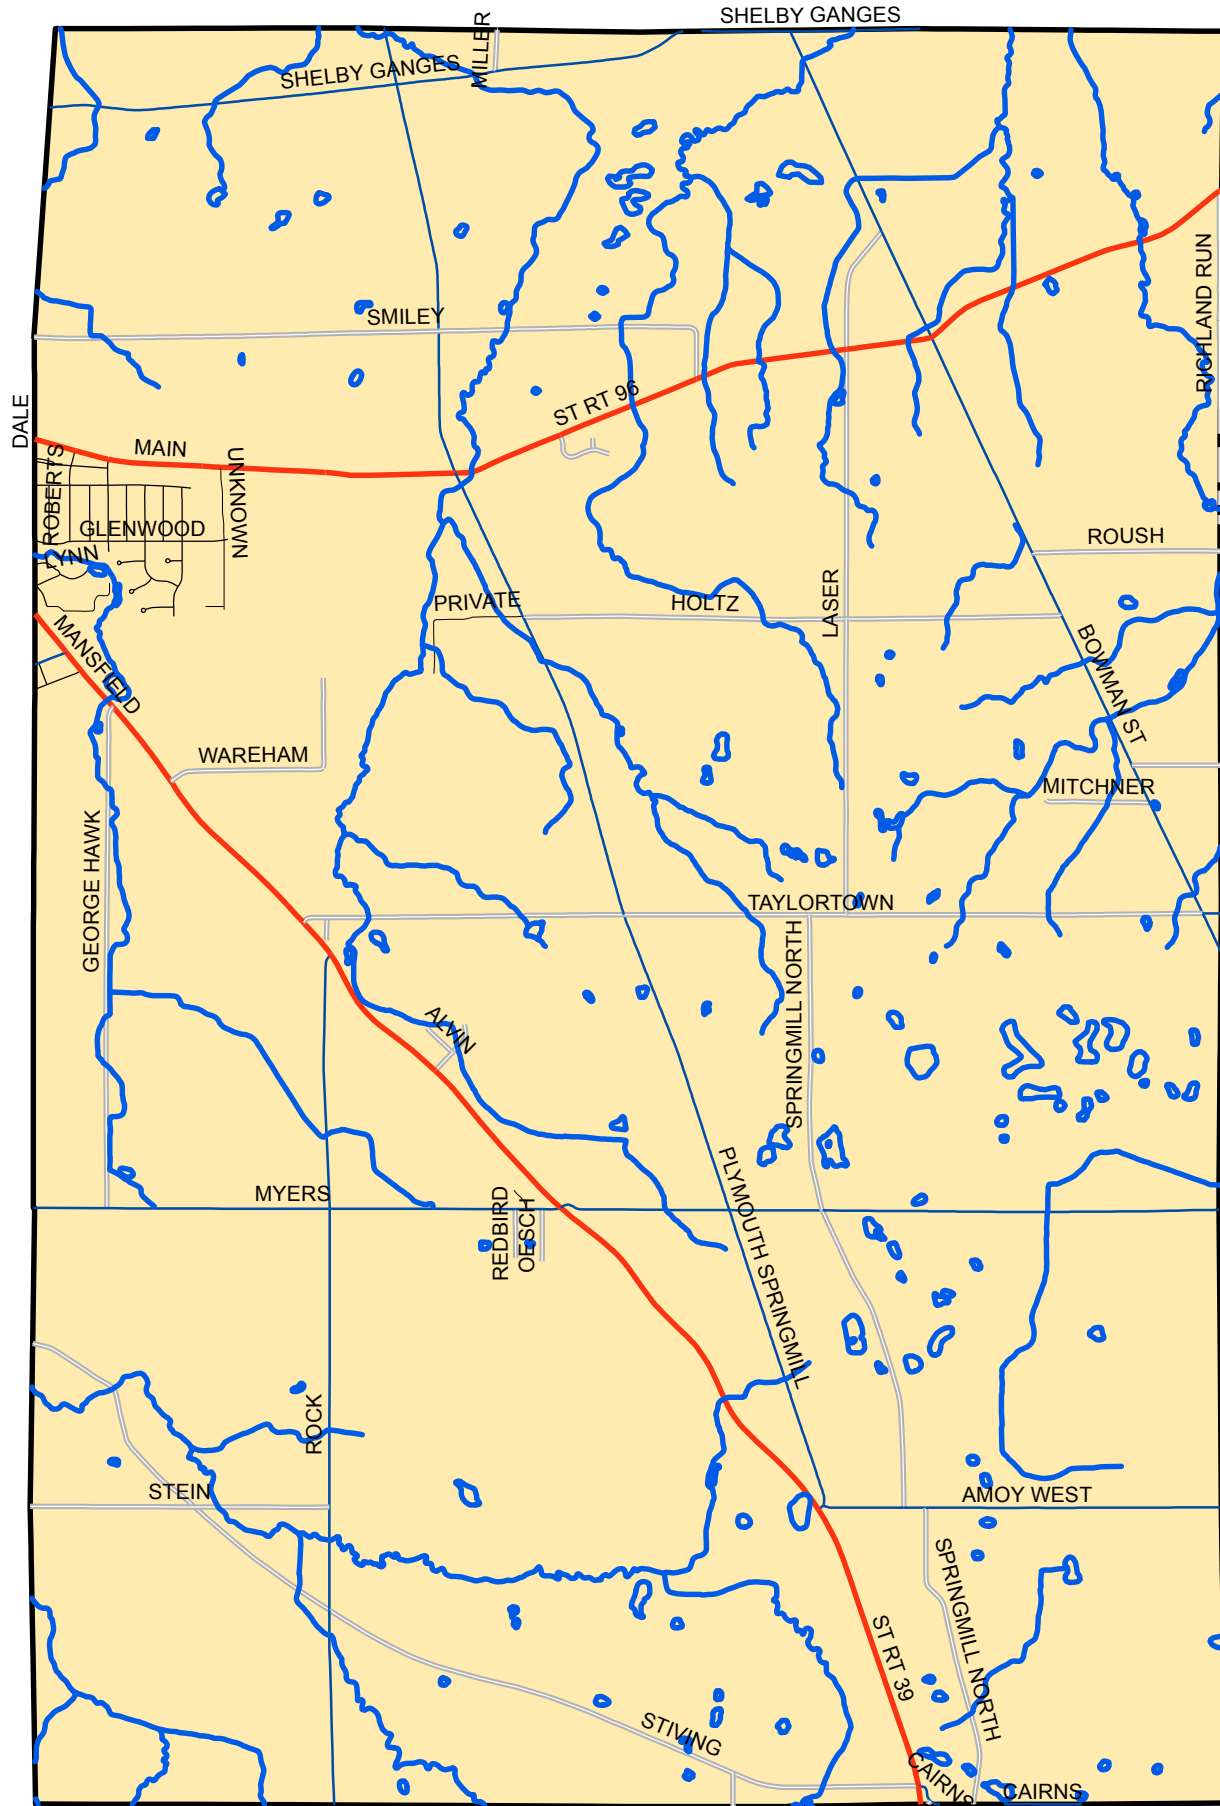 SHELBY GANGES
MILLER
SHELBY GANGES
RICHLAND RUN
SMILEY
DALE
ST RT 96
MAIN
ROBERTS
UNKNOWN
GLENWOOD
LYNN
ROUSH
PRIVATE
HOLTZ
LASER
MANSFIELD
BOWMAN ST
WAREHAM
MITCHNER
GEORGE HAWK
TAYLORTOWN
SPRINGMILL NORTH
ALVIN
PLYMOUTH SPRINGMILL
MYERS
REDBIRD
OESCH
ROCK
STEIN
AMOY WEST
SPRINGMILL NORTH
ST RT 39
STIVING
CAIRNS
CAIRNS